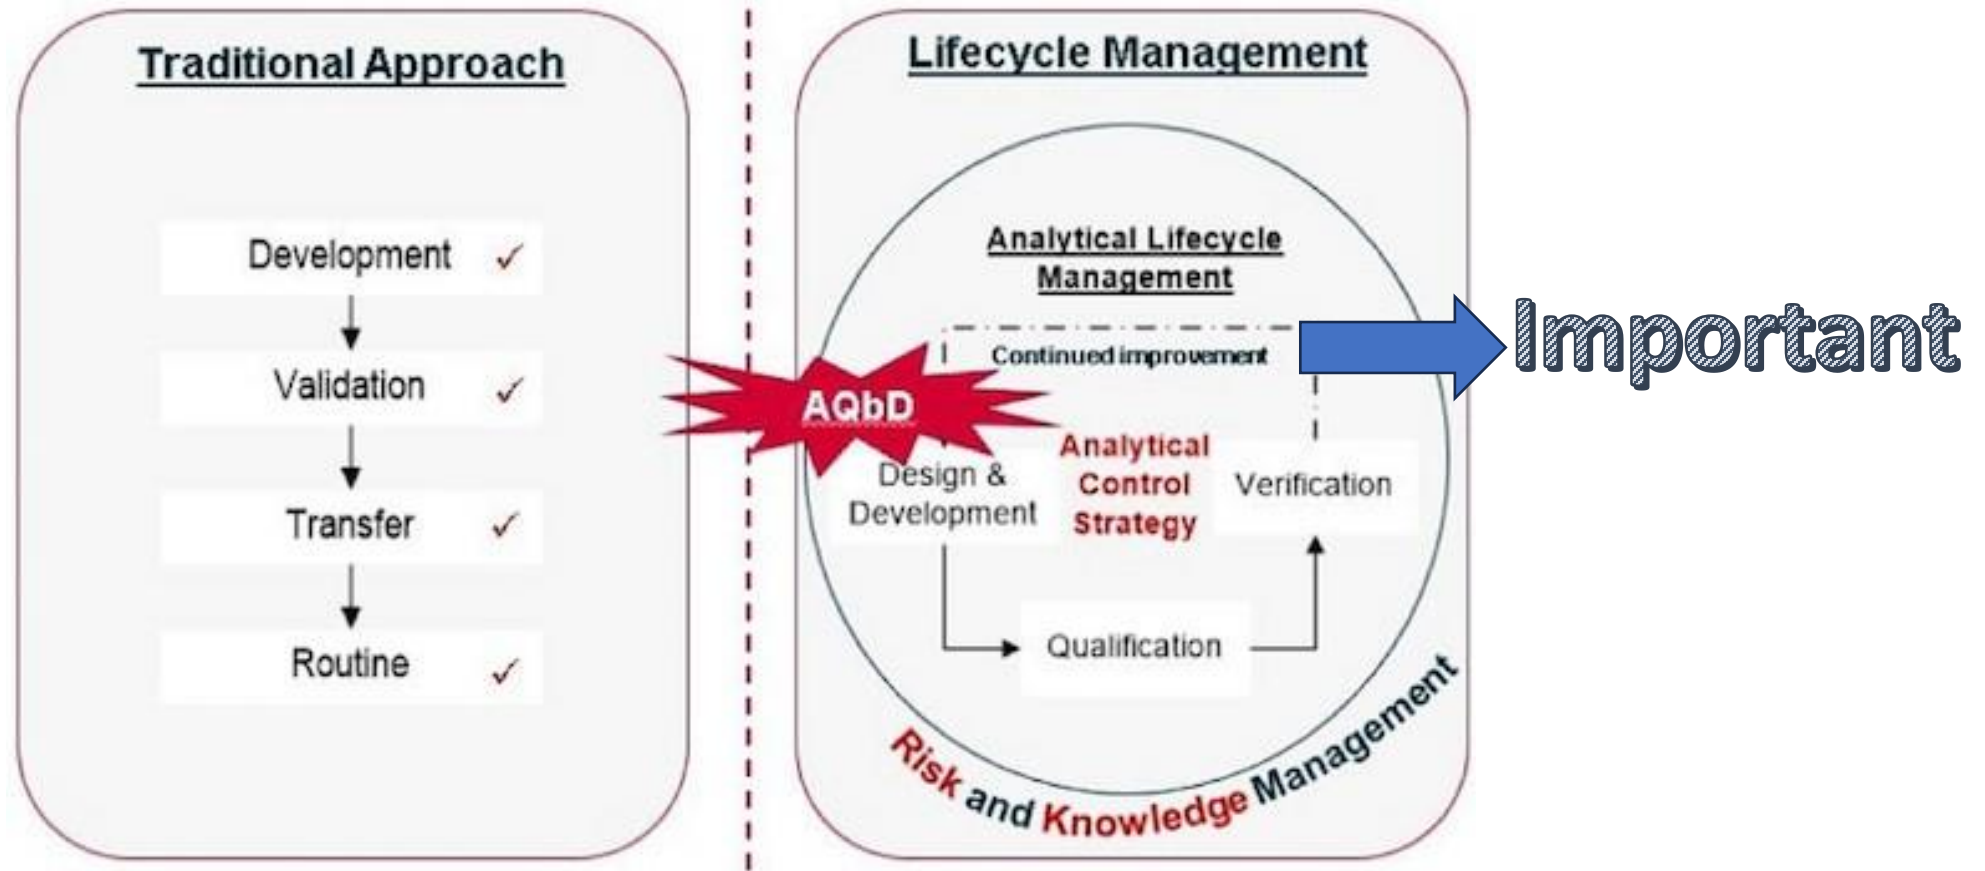 Traditional Approach
Development ✓
Validation ✓
Transfer ✓
Routine ✓
Lifecycle Management
Analytical Lifecycle
Management
Continued improvement
Important
AQbD
Design &
Development
Analytical
Control
Strategy
Verification
Qualification
Risk and Knowledge Management